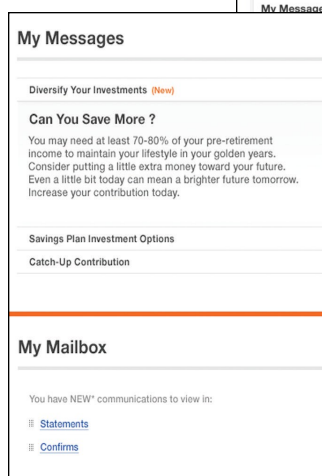 My Message
My Messages
Diversify Your Investments (New)
Can You Save More ?
You may need at least 70-80% of your pre-retirement
income to maintain your lifestyle in your golden years.
Consider putting a little extra money toward your future.
Even a little bit today can mean a brighter future tomorrow.
Increase your contribution today.
Savings Plan Investment Options
Catch-Up Contribution
My Mailbox
You have NEW* communications to view in:
Statements
Confirms